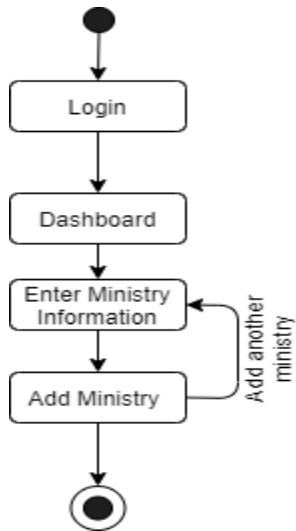 Login
Dashboard
Enter Ministry
Information
Add another
ministry
Add Ministry